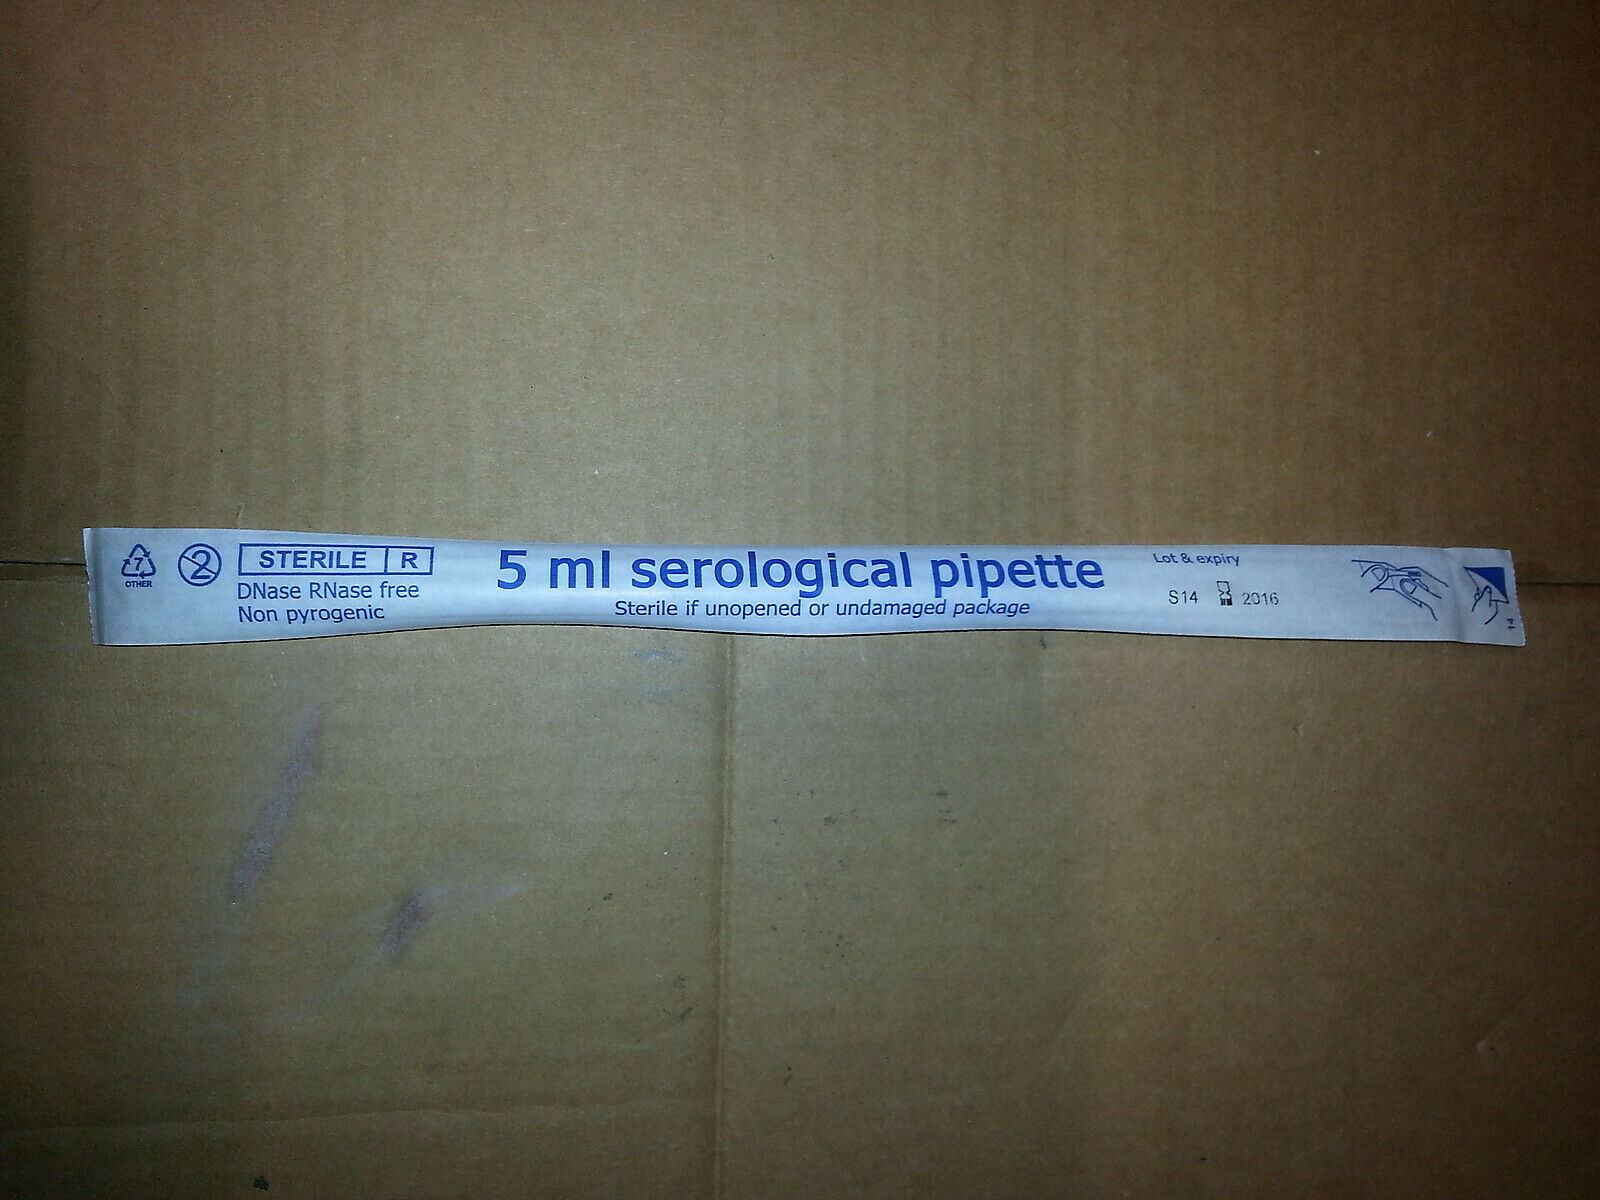 7
OTHER
2
STERILE R
DNase RNase free
Non pyrogenic
5 ml serological pipette
Sterile if unopened or undamaged package
Lot & expiry
S14 2016
14